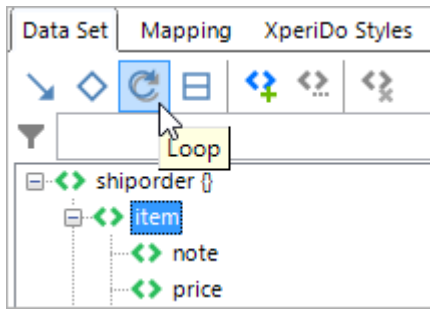 Data Set Mapping XperiDo Styles
Loop
shiporder {}
item
note
price